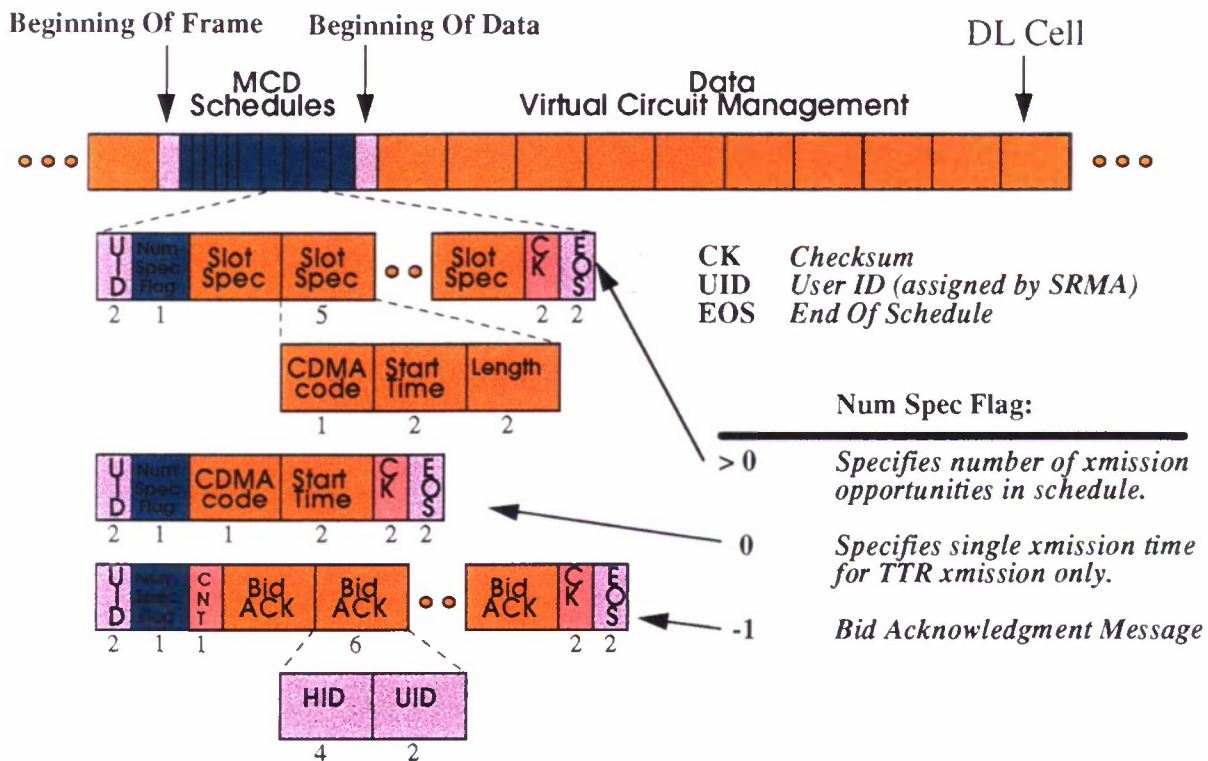 Beginning Of Frame
Beginning Of Data
DL Cell
MCD
Schedules
Data
Virtual Circuit Management
UID
Num
Spec
Flag
Slot
Spec
Slot
Spec
Slot
Spec
CK
EOS
2 1 5 2 2
CK Checksum
UID User ID (assigned by SRMA)
EOS End Of Schedule
CDMA
code
Start
Time
Length
1 2 2
Num Spec Flag:
> 0 Specifies number of xmission
opportunities in schedule.
UID
Num
Spec
Flag
CDMA
code
Start
Time
CK
EOS
2 1 1 2 2 2
0 Specifies single xmission time
for TTR xmission only.
UID
Num
Spec
Flag
CNT
Bid
ACK
Bid
ACK
Bid
ACK
CK
EOS
2 1 1 6 2 2
-1 Bid Acknowledgment Message
HID
UID
4 2